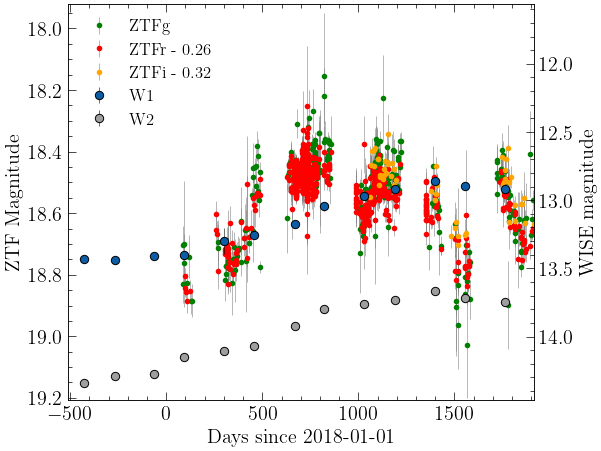 ZTFg
ZTFr - 0.26
ZTFi - 0.32
W1
W2
18.0
18.2
18.4
18.6
18.8
19.0
19.2
ZTF Magnitude
12.0
12.5
13.0
13.5
14.0
WISE magnitude
−500 0 500 1000 1500
Days since 2018-01-01